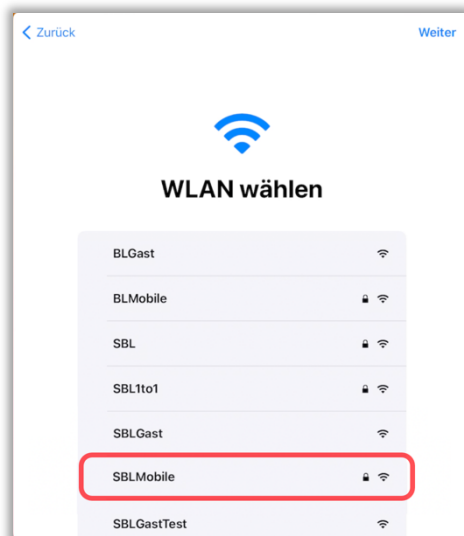 Zurück
Weiter
WLAN wählen
BLGast
BLMobile
SBL
SBL1to1
SBLGast
SBLMobile
SBLGastTest